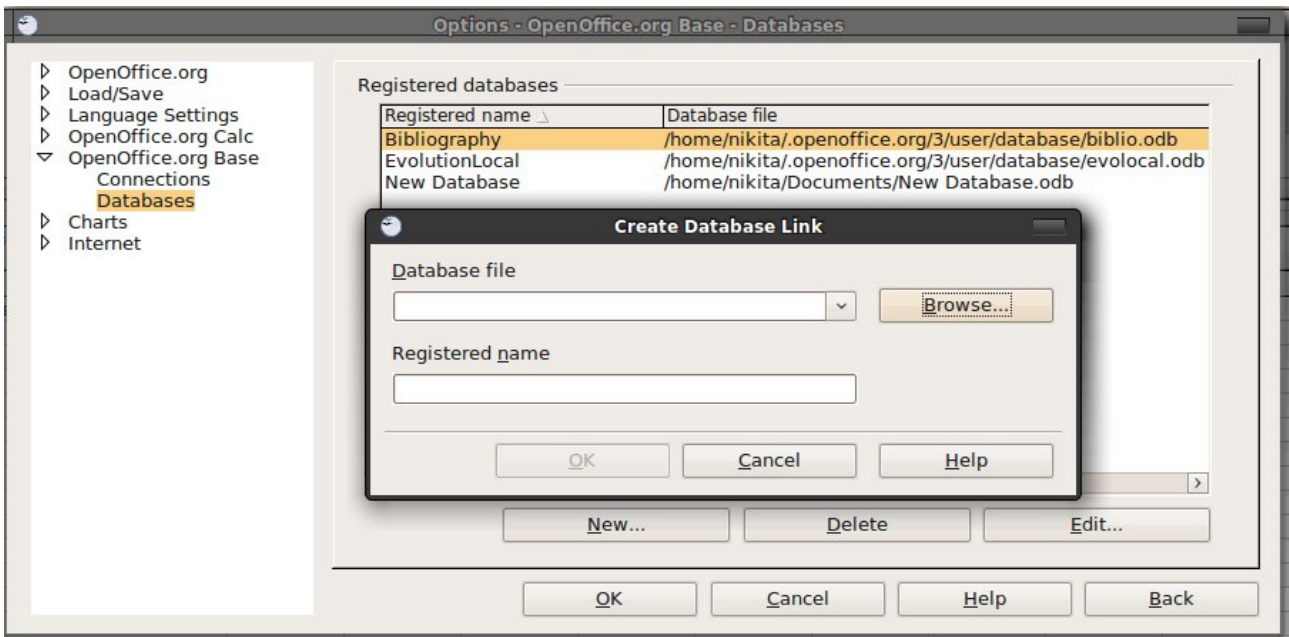 Options - OpenOffice.org Base - Databases
OpenOffice.org
Load/Save
Language Settings
OpenOffice.org Calc
OpenOffice.org Base
Connections
Databases
Charts
Internet
Registered databases
Registered name Database file
Bibliography /home/nikita/.openoffice.org/3/user/database/biblio.odb
EvolutionLocal /home/nikita/.openoffice.org/3/user/database/evolocal.odb
New Database /home/nikita/Documents/New Database.odb
Create Database Link
Database file
Browse...
Registered name
OK Cancel Help
New... Delete Edit...
OK Cancel Help Back